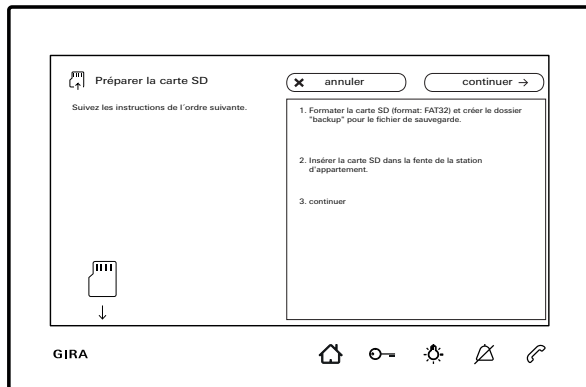 Préparer la carte SD
annuler
continuer →
Suivez les instructions de l´ordre suivante.
1. Formater la carte SD (format: FAT32) et créer le dossier
"backup" pour le fichier de sauvegarde.
2. Insérer la carte SD dans la fente de la station
d'appartement.
3. continuer
GIRA